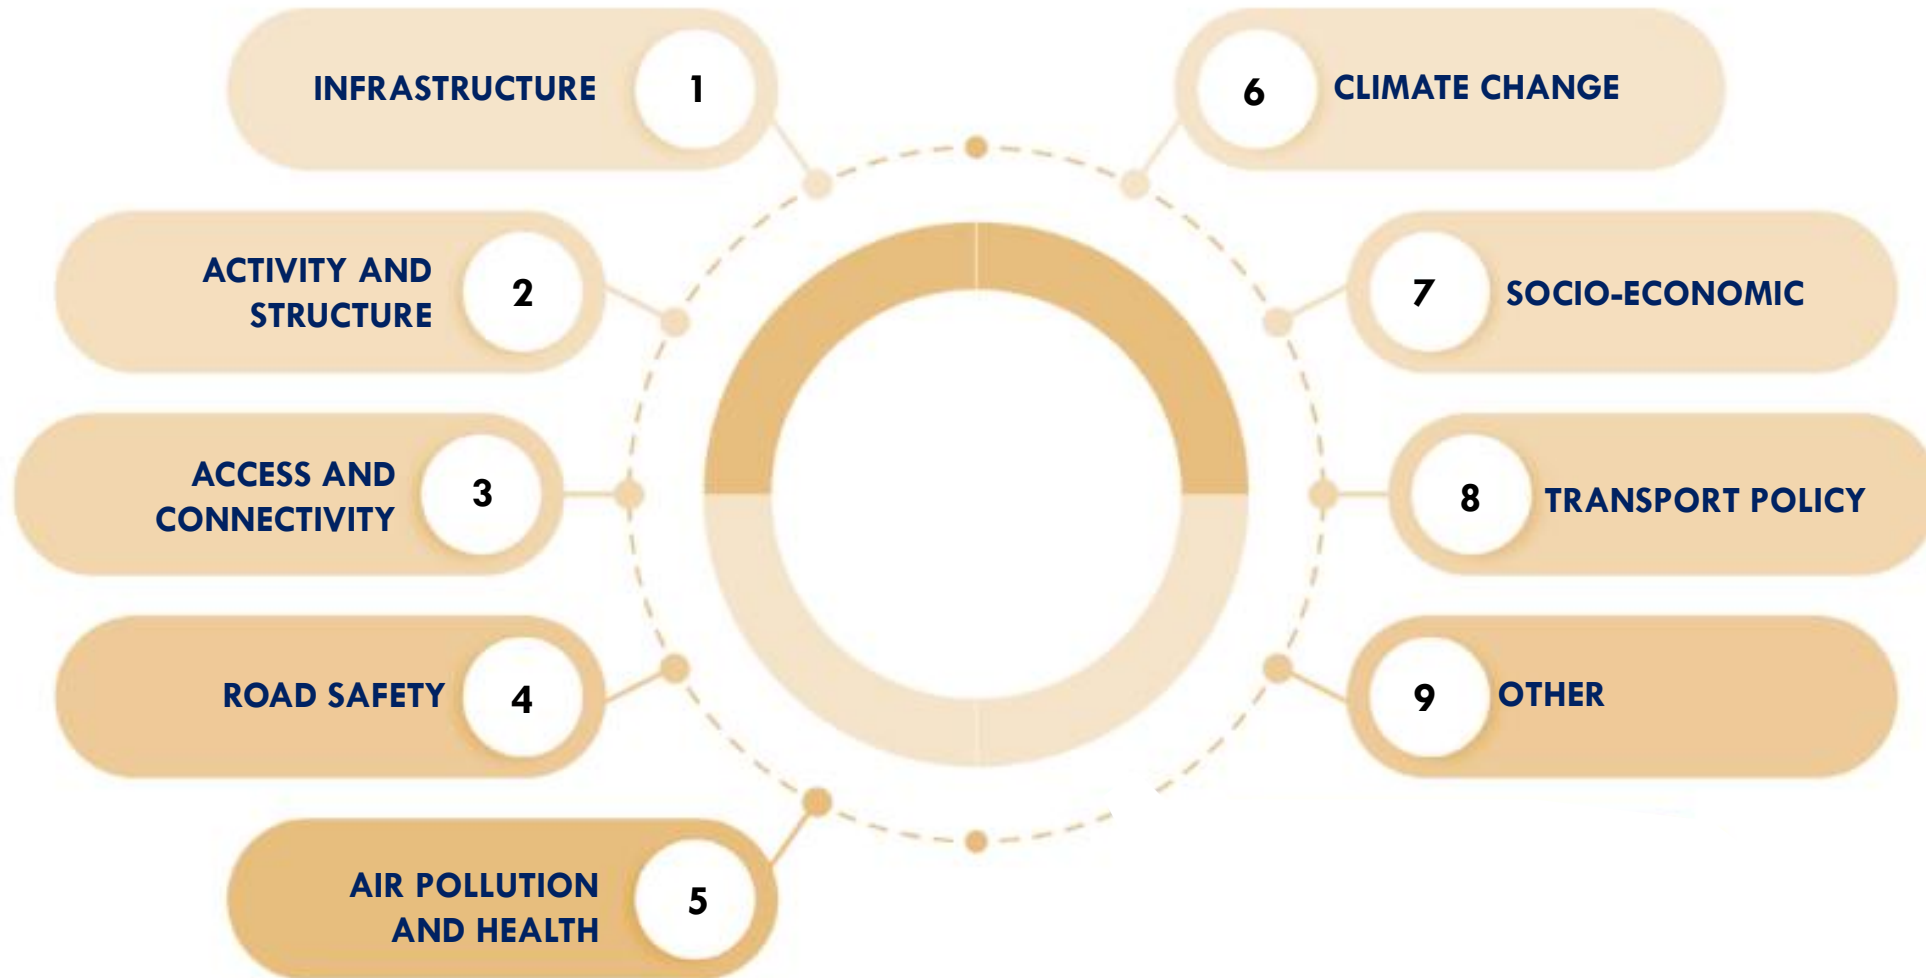 INFRASTRUCTURE
1
ACTIVITY AND
STRUCTURE
2
ACCESS AND
CONNECTIVITY
3
ROAD SAFETY
4
AIR POLLUTION
AND HEALTH
5
6
CLIMATE CHANGE
7
SOCIO-ECONOMIC
8
TRANSPORT POLICY
9
OTHER